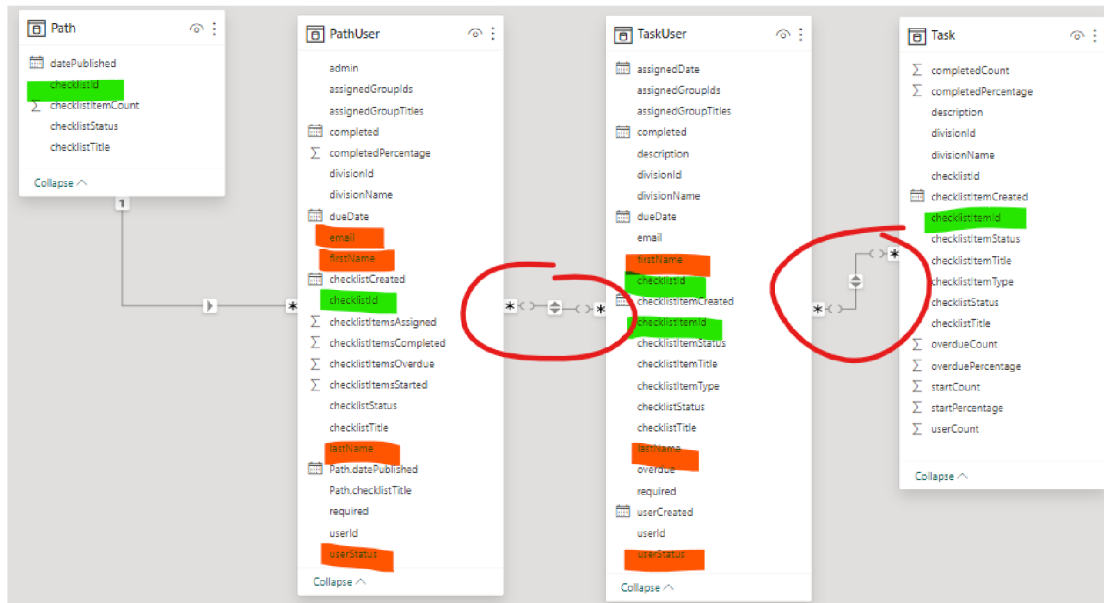 Path
datePublished
checklistId
checklistItemCount
checklistStatus
checklistTitle
Collapse
1
*
PathUser
admin
assignedGroupIds
assignedGroupTitles
completed
completedPercentage
divisionId
divisionName
dueDate
email
firstName
checklistCreated
checklistId
checklistItemsAssigned
checklistItemsCompleted
checklistItemsOverdue
checklistItemsStarted
checklistStatus
checklistTitle
lastName
Path.datePublished
Path.checklistTitle
required
userId
userStatus
Collapse
*
*
TaskUser
assignedDate
assignedGroupIds
assignedGroupTitles
completed
description
divisionId
divisionName
dueDate
email
firstName
checklistId
checklistItemCreated
checklistItemId
checklistItemStatus
checklistItemTitle
checklistItemType
checklistStatus
checklistTitle
lastName
overdue
required
userCreated
userId
userStatus
Collapse
*
*
Task
completedCount
completedPercentage
description
divisionId
divisionName
checklistId
checklistItemCreated
checklistItemId
checklistItemStatus
checklistItemTitle
checklistItemType
checklistStatus
checklistTitle
overdueCount
overduePercentage
startCount
startPercentage
userCount
Collapse